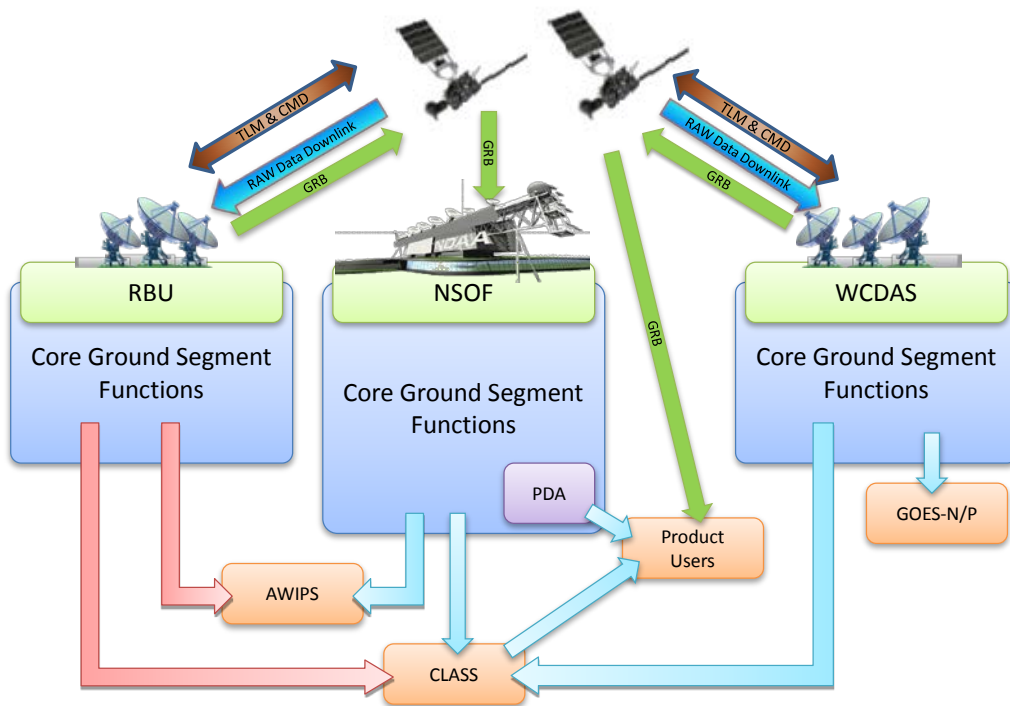 TLM & CMD
RAW Data Downlink
GRB
GRB
TLM & CMD
RAW Data Downlink
GRB
NOAA
RBU
NSOF
WCDAS
GRB
Core Ground Segment
Functions
Core Ground Segment
Functions
Core Ground Segment
Functions
PDA
GOES-N/P
Product
Users
AWIPS
CLASS